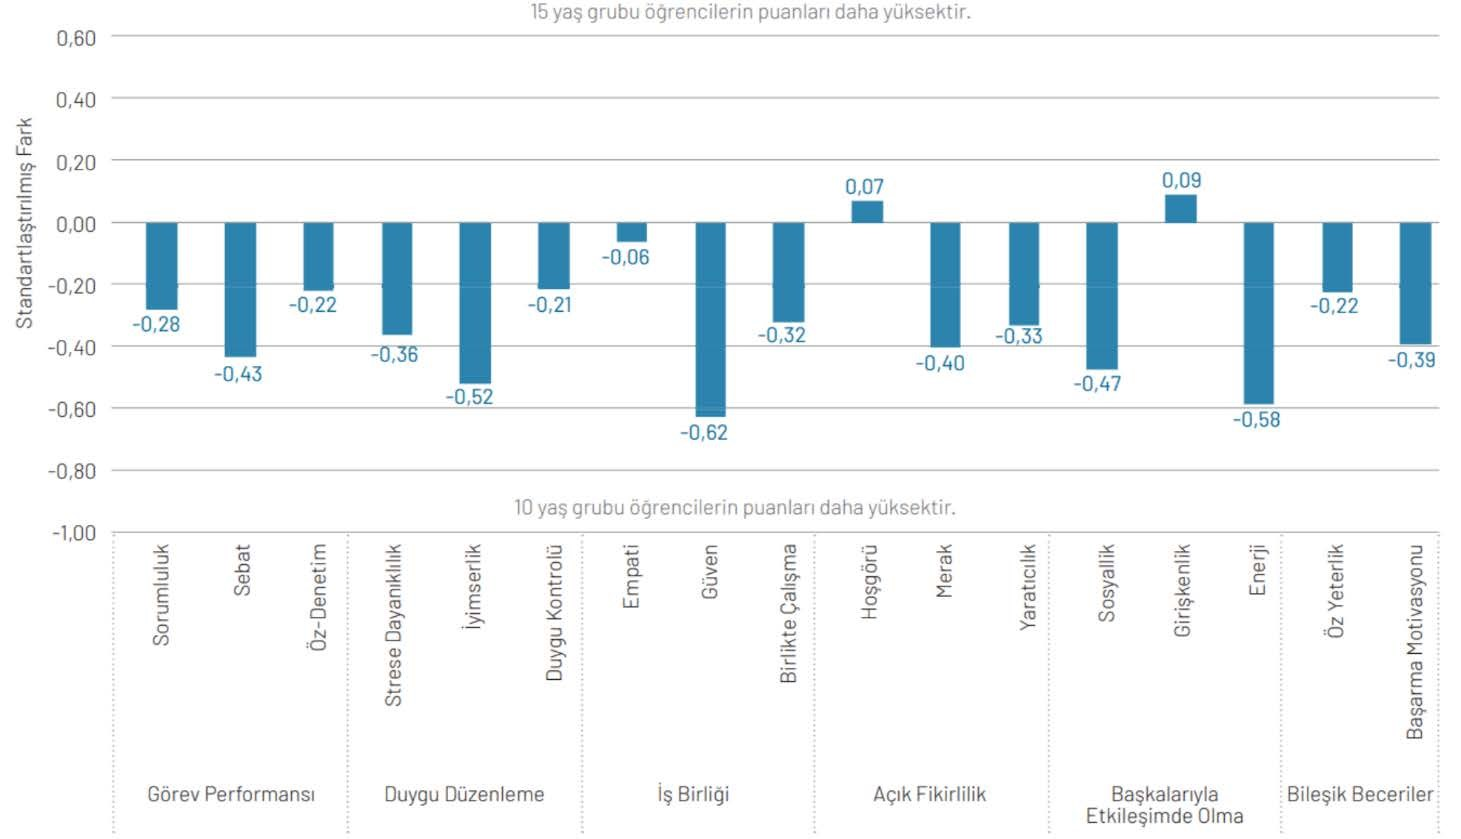 15 yaş grubu öğrencilerin puanları daha yüksektir.
Standartlaştırılmış Fark
0,60
0,40
0,20
0,00
-0,20
-0,40
-0,60
-0,80
-1,00
-0,28
-0,43
-0,22
-0,36
-0,52
-0,21
-0,06
-0,62
-0,32
0,07
-0,40
-0,33
-0,47
0,09
-0,58
-0,22
-0,39
10 yaş grubu öğrencilerin puanları daha yüksektir.
Sorumluluk
Sebat
Öz-Denetim
Strese Dayanıklılık
İyimserlik
Duygu Kontrolü
Empati
Güven
Birlikte Çalışma
Hoşgörü
Merak
Yaratıcılık
Sosyallik
Girişkenlik
Enerji
Öz Yeterlik
Başarma Motivasyonu
Görev Performansı
Duygu Düzenleme
İş Birliği
Açık Fikirlilik
Başkalarıyla
Etkileşimde Olma
Bileşik Beceriler